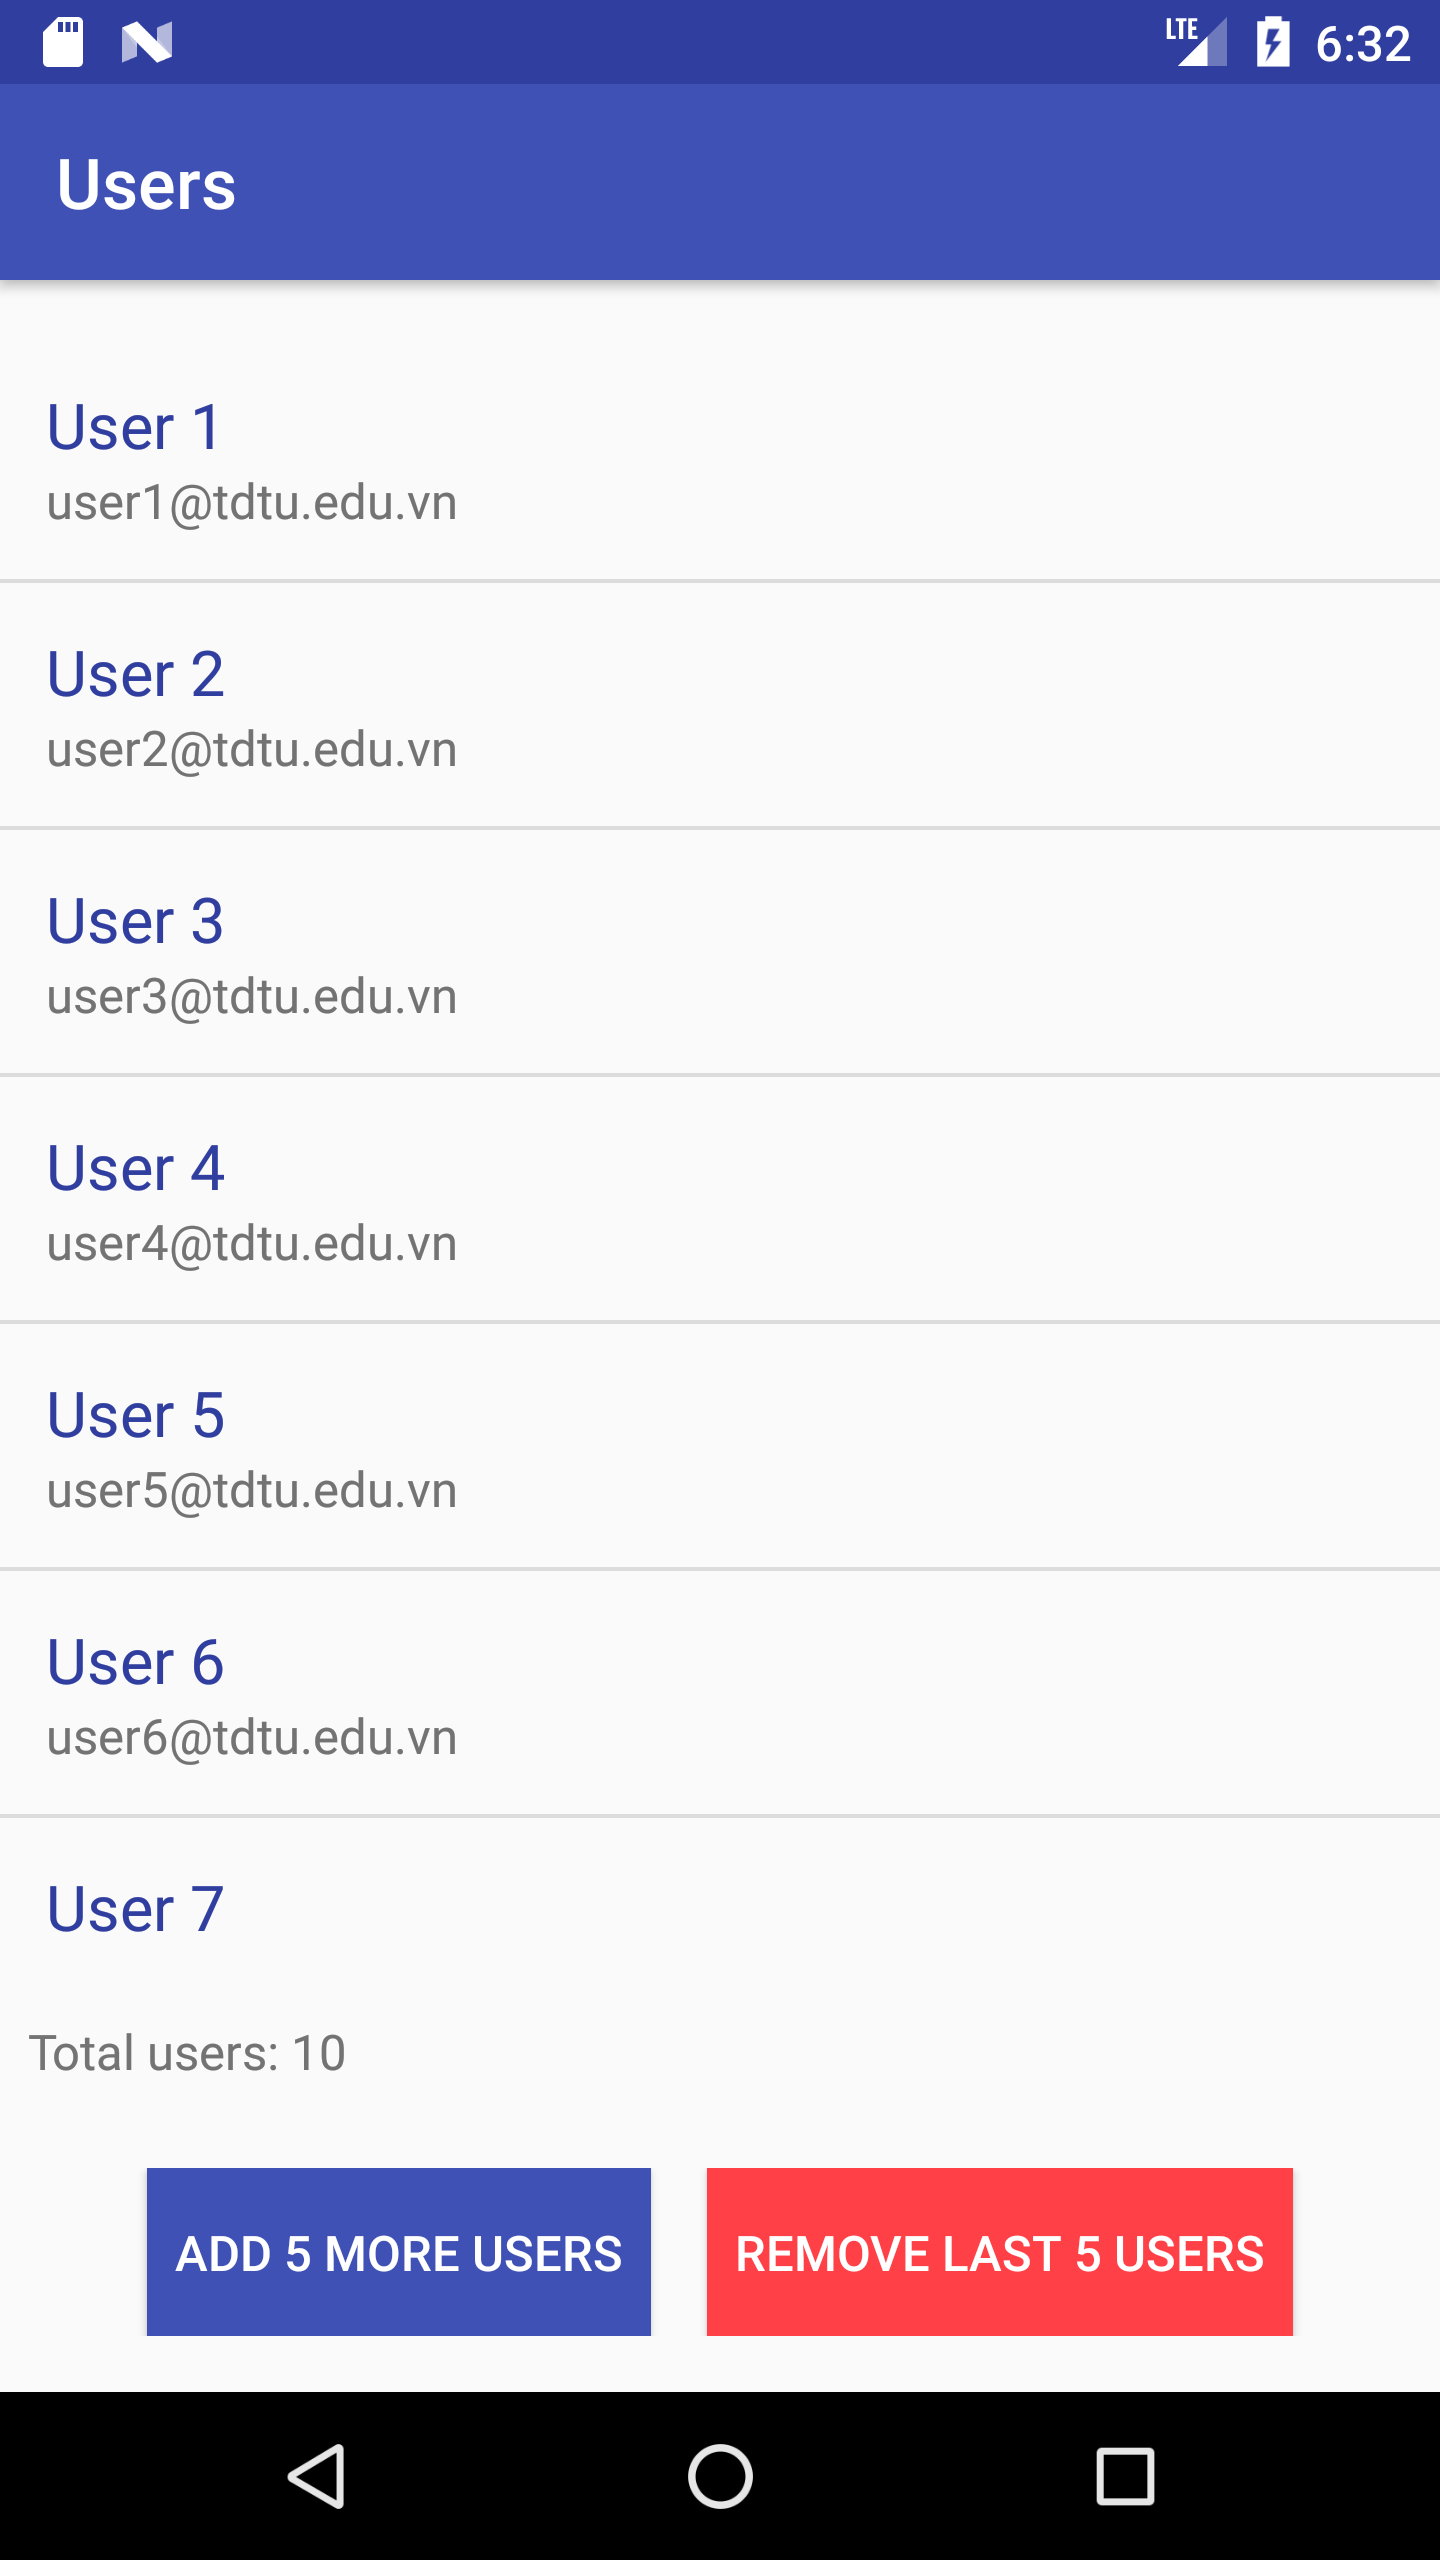 LTE 6:32
Users
User 1
user1@tdtu.edu.vn
User 2
user2@tdtu.edu.vn
User 3
user3@tdtu.edu.vn
User 4
user4@tdtu.edu.vn
User 5
user5@tdtu.edu.vn
User 6
user6@tdtu.edu.vn
User 7
Total users: 10
ADD 5 MORE USERS REMOVE LAST 5 USERS